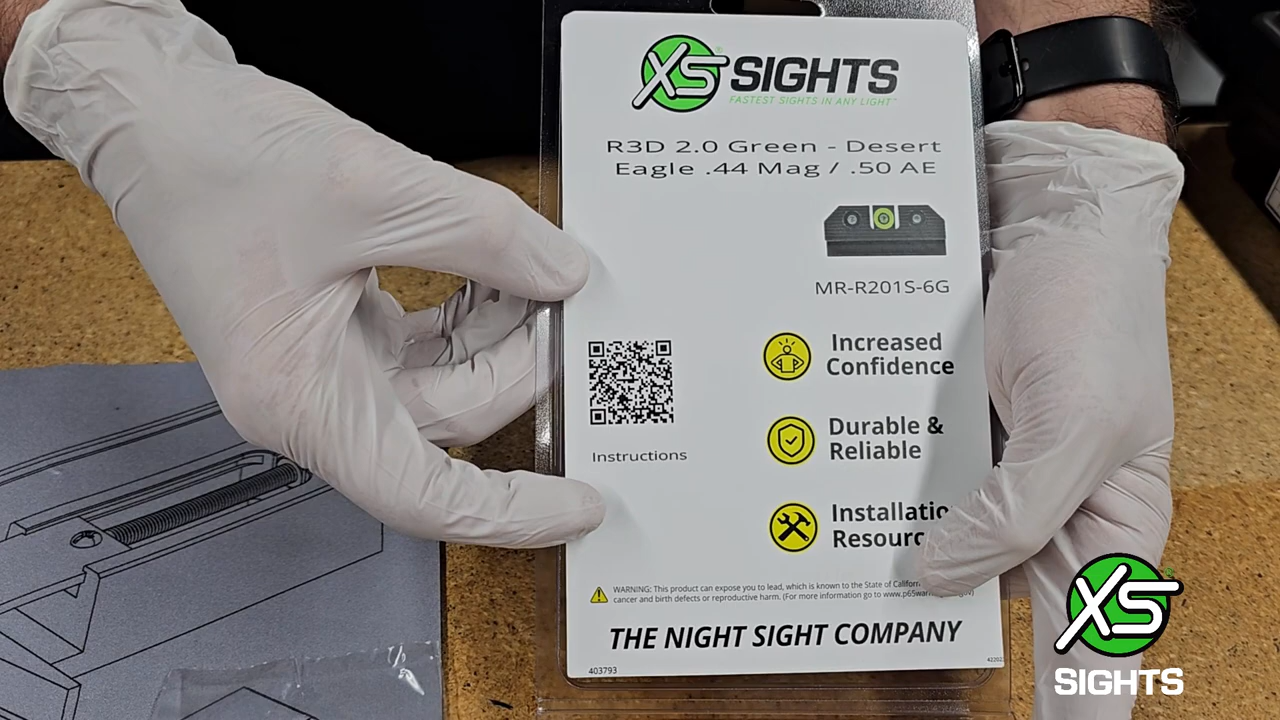 XS SIGHTS
FASTEST SIGHTS IN ANY LIGHT
R3D 2.0 Green - Desert
Eagle .44 Mag / .50 AE
MR-R201S-6G
Increased
Confidence
Durable &
Reliable
Instructions
WARNING: This product can expose you to lead, which is known to the State of
cancer and birth defects or reproductive harm. (For more information go to
THE NIGHT SIGHT COMPANY
403793
XS
SIGHTS